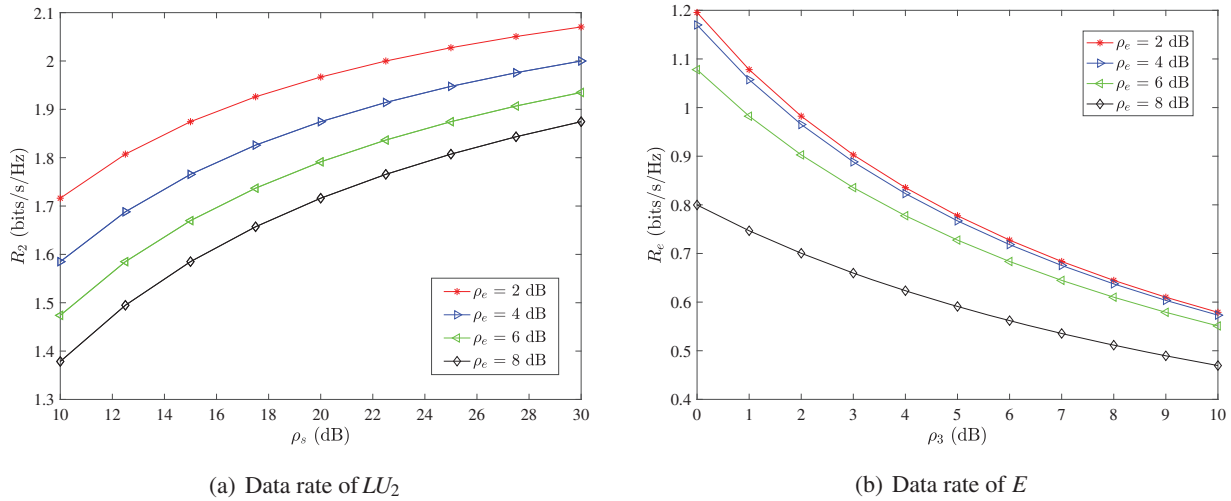 2.1
2
1.9
1.8
1.7
1.6
1.5
1.4
1.3
R₂ (bits/s/Hz)
10 12 14 16 18 20 22 24 26 28 30
ρₛ (dB)
ρₑ = 2 dB
ρₑ = 4 dB
ρₑ = 6 dB
ρₑ = 8 dB
(a) Data rate of LU₂
1.2
1.1
1.0
0.9
0.8
0.7
0.6
0.5
0.4
Rₑ (bits/s/Hz)
0 1 2 3 4 5 6 7 8 9 10
ρ₃ (dB)
ρₑ = 2 dB
ρₑ = 4 dB
ρₑ = 6 dB
ρₑ = 8 dB
(b) Data rate of E